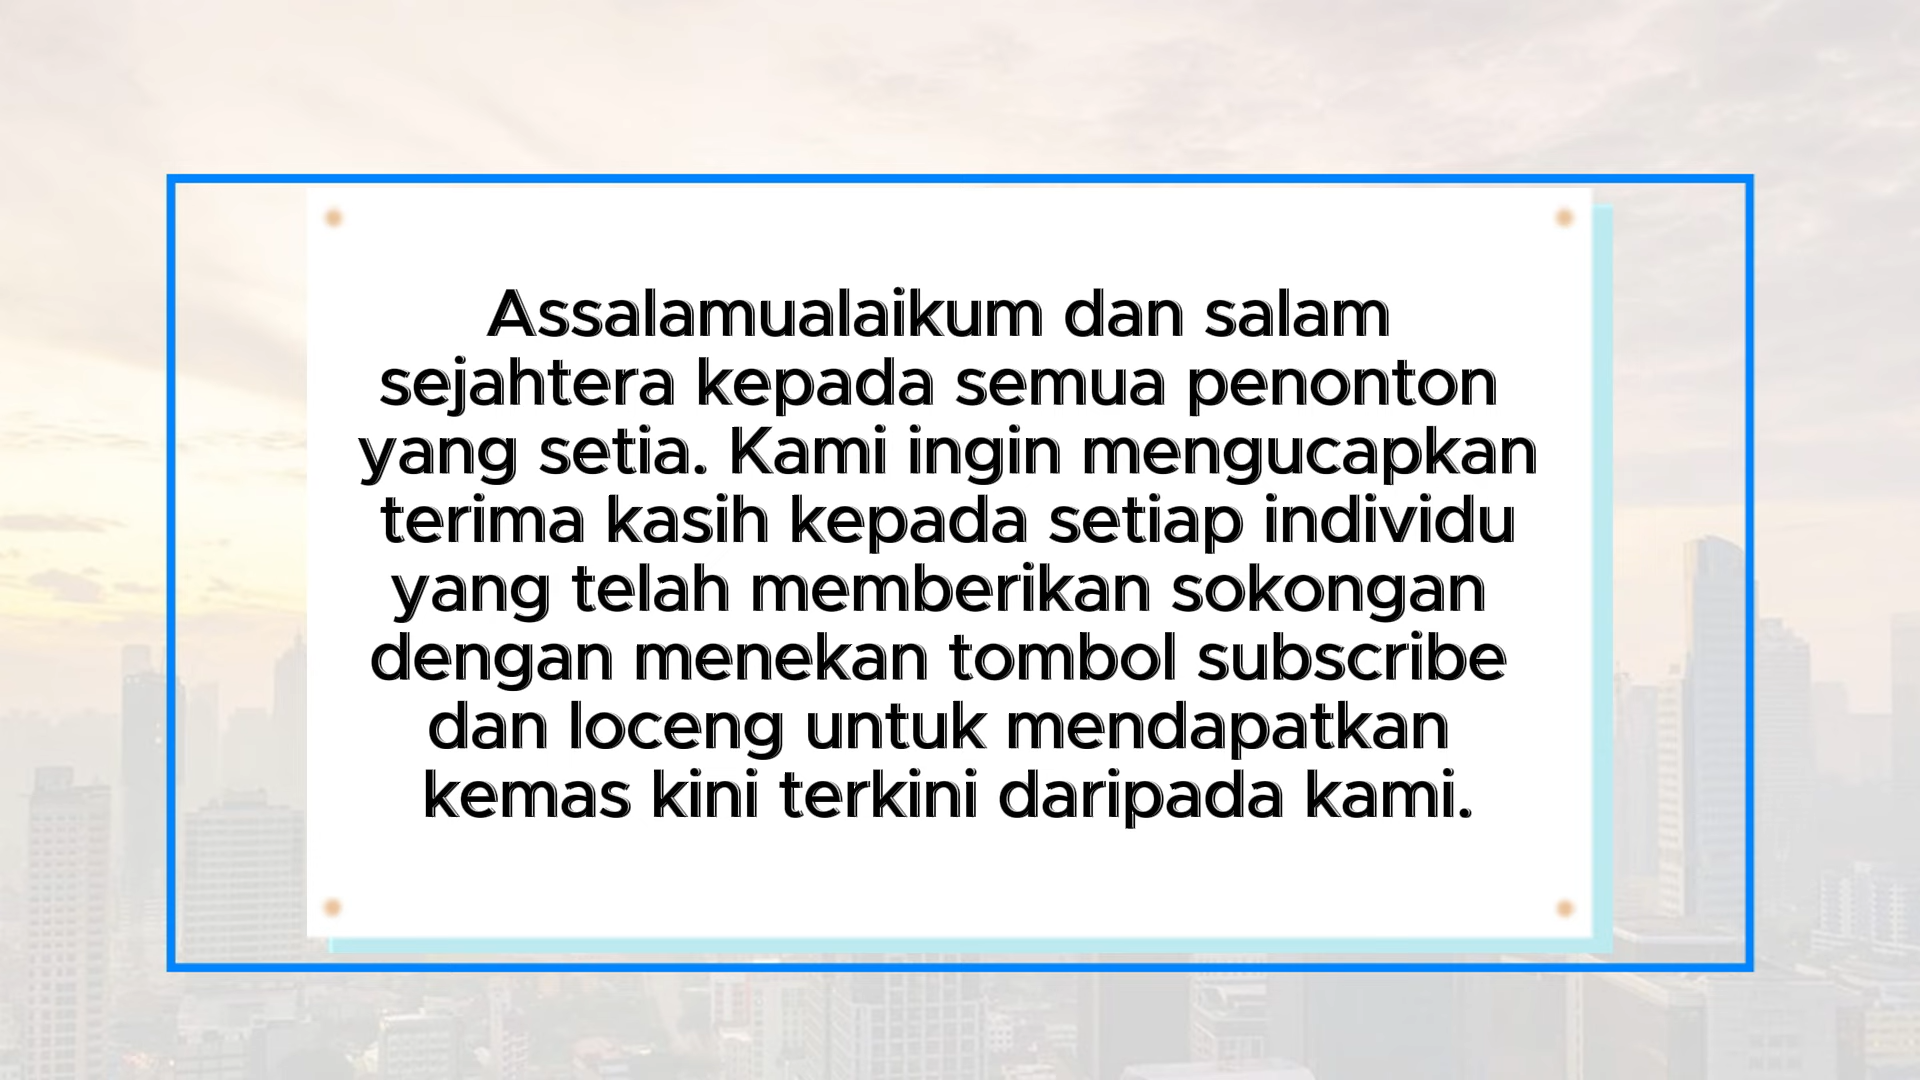 Assalamualaikum dan salam
sejahtera kepada semua penonton
yang setia. Kami ingin mengucapkan
terima kasih kepada setiap individu
yang telah memberikan sokongan
dengan menekan tombol subscribe
dan loceng untuk mendapatkan
kemas kini terkini daripada kami.